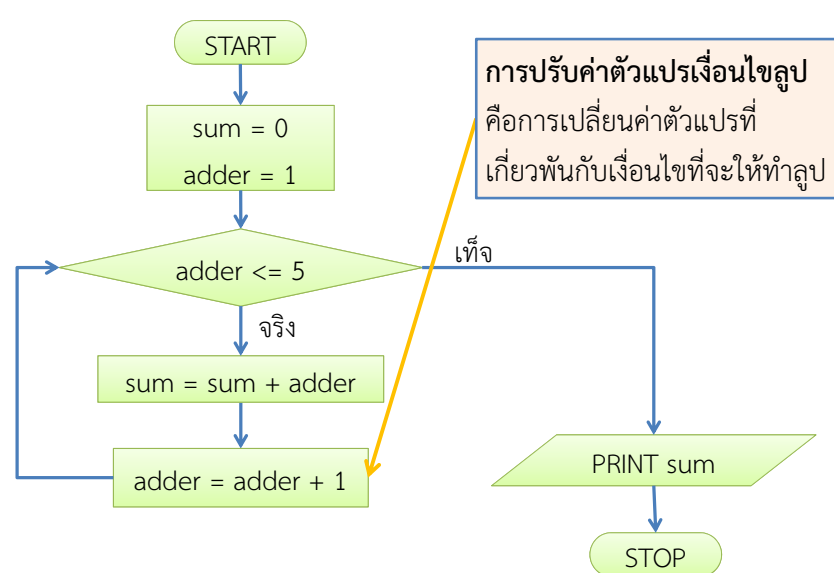 START
การปรับค่าตัวแปรเงื่อนไขลูป
คือการเปลี่ยนค่าตัวแปรที่
เกี่ยวพันกับเงื่อนไขที่จะให้ทำลูป
sum = 0
adder = 1
adder <= 5
เท็จ
จริง
sum = sum + adder
adder = adder + 1
PRINT sum
STOP